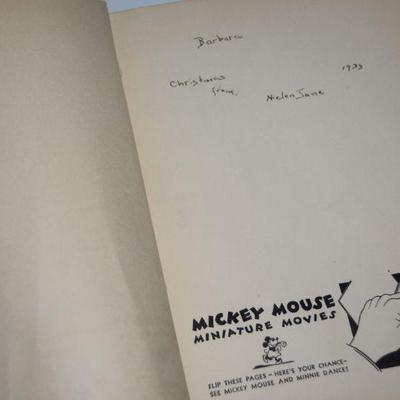 Barbara
Christmas 1933
from, Helen Jane
MICKEY MOUSE
MINIATURE MOVIES
FLIP THESE PAGES - HERE'S YOUR CHANCE -
SEE MICKEY MOUSE AND MINNIE DANCE!